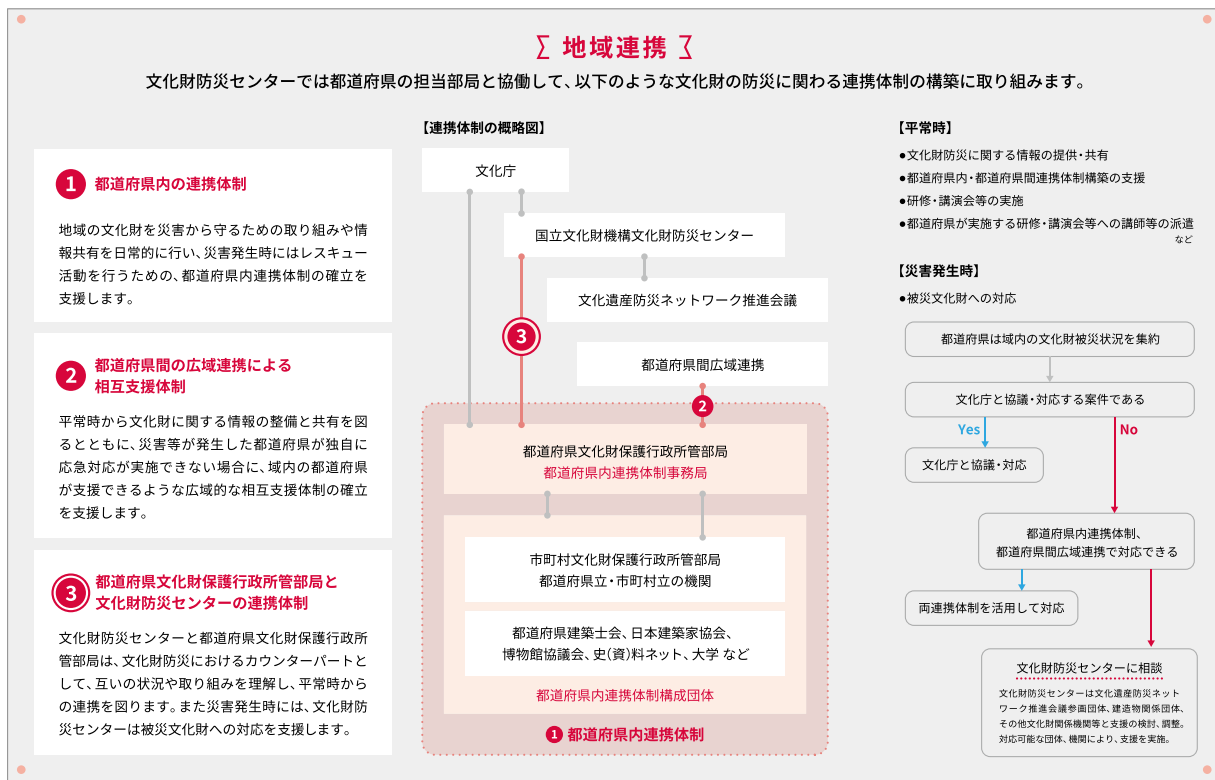 地域連携
文化財防災センターでは都道府県の担当部局と協働して、以下のような文化財の防災に関わる連携体制の構築に取り組みます。
1 都道府県内の連携体制
地域の文化財を災害から守るための取り組みや情
報共有を日常的に行い、災害発生時にはレスキュー
活動を行うための、都道府県内連携体制の確立を
支援します。
2 都道府県間の広域連携による
相互支援体制
平常時から文化財に関する情報の整備と共有を図
るとともに、災害等が発生した都道府県が独自に
応急対応が実施できない場合に、域内の都道府県
が支援できるような広域的な相互支援体制の確立
を支援します。
3 都道府県文化財保護行政所管部局と
文化財防災センターの連携体制
文化財防災センターと都道府県文化財保護行政所
管部局は、文化財防災におけるカウンターパートと
して、互いの状況や取り組みを理解し、平常時から
の連携を図ります。また災害発生時には、文化財防
災センターは被災文化財への対応を支援します。
【連携体制の概略図】
文化庁
国立文化財機構文化財防災センター
文化遺産防災ネットワーク推進会議
3
都道府県間広域連携
2
都道府県文化財保護行政所管部局
都道府県内連携体制事務局
市町村文化財保護行政所管部局
都道府県立・市町村立の機関
都道府県建築士会、日本建築家協会、
博物館協議会、史(資)料ネット、大学 など
都道府県内連携体制構成団体
1 都道府県内連携体制
【平常時】
●文化財防災に関する情報の提供・共有
●都道府県内・都道府県間連携体制構築の支援
●研修・講演会等の実施
●都道府県が実施する研修・講演会等への講師等の派遣
など
【災害発生時】
●被災文化財への対応
都道府県は域内の文化財被災状況を集約
文化庁と協議・対応する案件である
Yes
No
文化庁と協議・対応
都道府県内連携体制、
都道府県間広域連携で対応できる
両連携体制を活用して対応
文化財防災センターに相談
文化財防災センターは文化遺産防災ネット
ワーク推進会議参画団体、建造物関係団体、
その他文化財関係機関等と支援の検討、調整。
対応可能な団体、機関により、支援を実施。